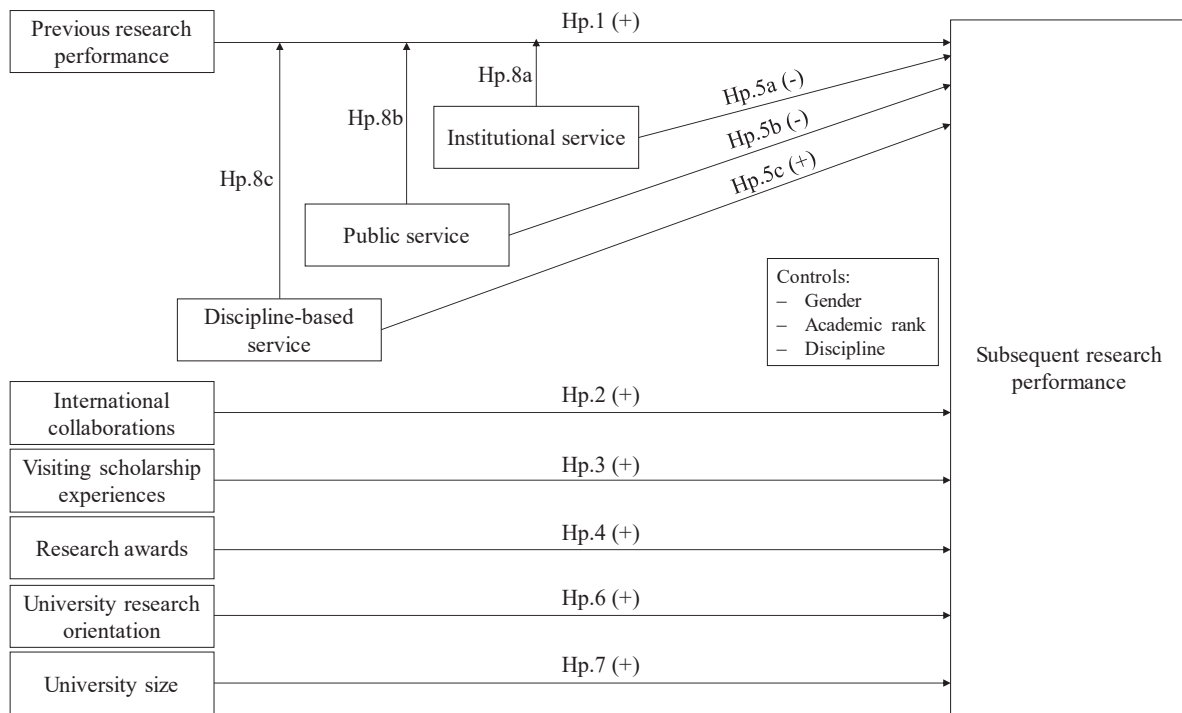 Previous research
performance
Hp.1 (+)
Hp.8a
Hp.8b
Hp.8c
Institutional service
Hp.5a (-)
Hp.5b (-)
Hp.5c (+)
Public service
Discipline-based
service
Controls:
– Gender
– Academic rank
– Discipline
Subsequent research
performance
International
collaborations
Hp.2 (+)
Visiting scholarship
experiences
Hp.3 (+)
Research awards
Hp.4 (+)
University research
orientation
Hp.6 (+)
University size
Hp.7 (+)